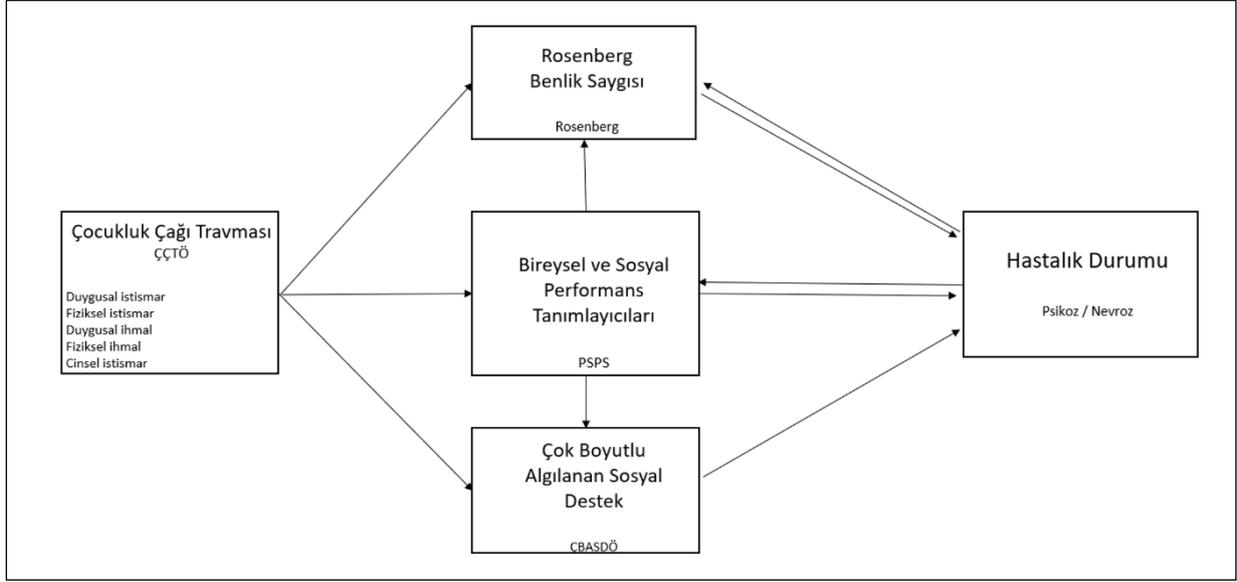 Rosenberg
Benlik Saygısı
Rosenberg
Çocukluk Çağı Travması
ÇÇTÖ
Duygusal istismar
Fiziksel istismar
Duygusal ihmal
Fiziksel ihmal
Cinsel istismar
Bireysel ve Sosyal
Performans
Tanımlayıcıları
PSPS
Hastalık Durumu
Psikoz / Nevroz
Çok Boyutlu
Algılanan Sosyal
Destek
ÇBASDÖ